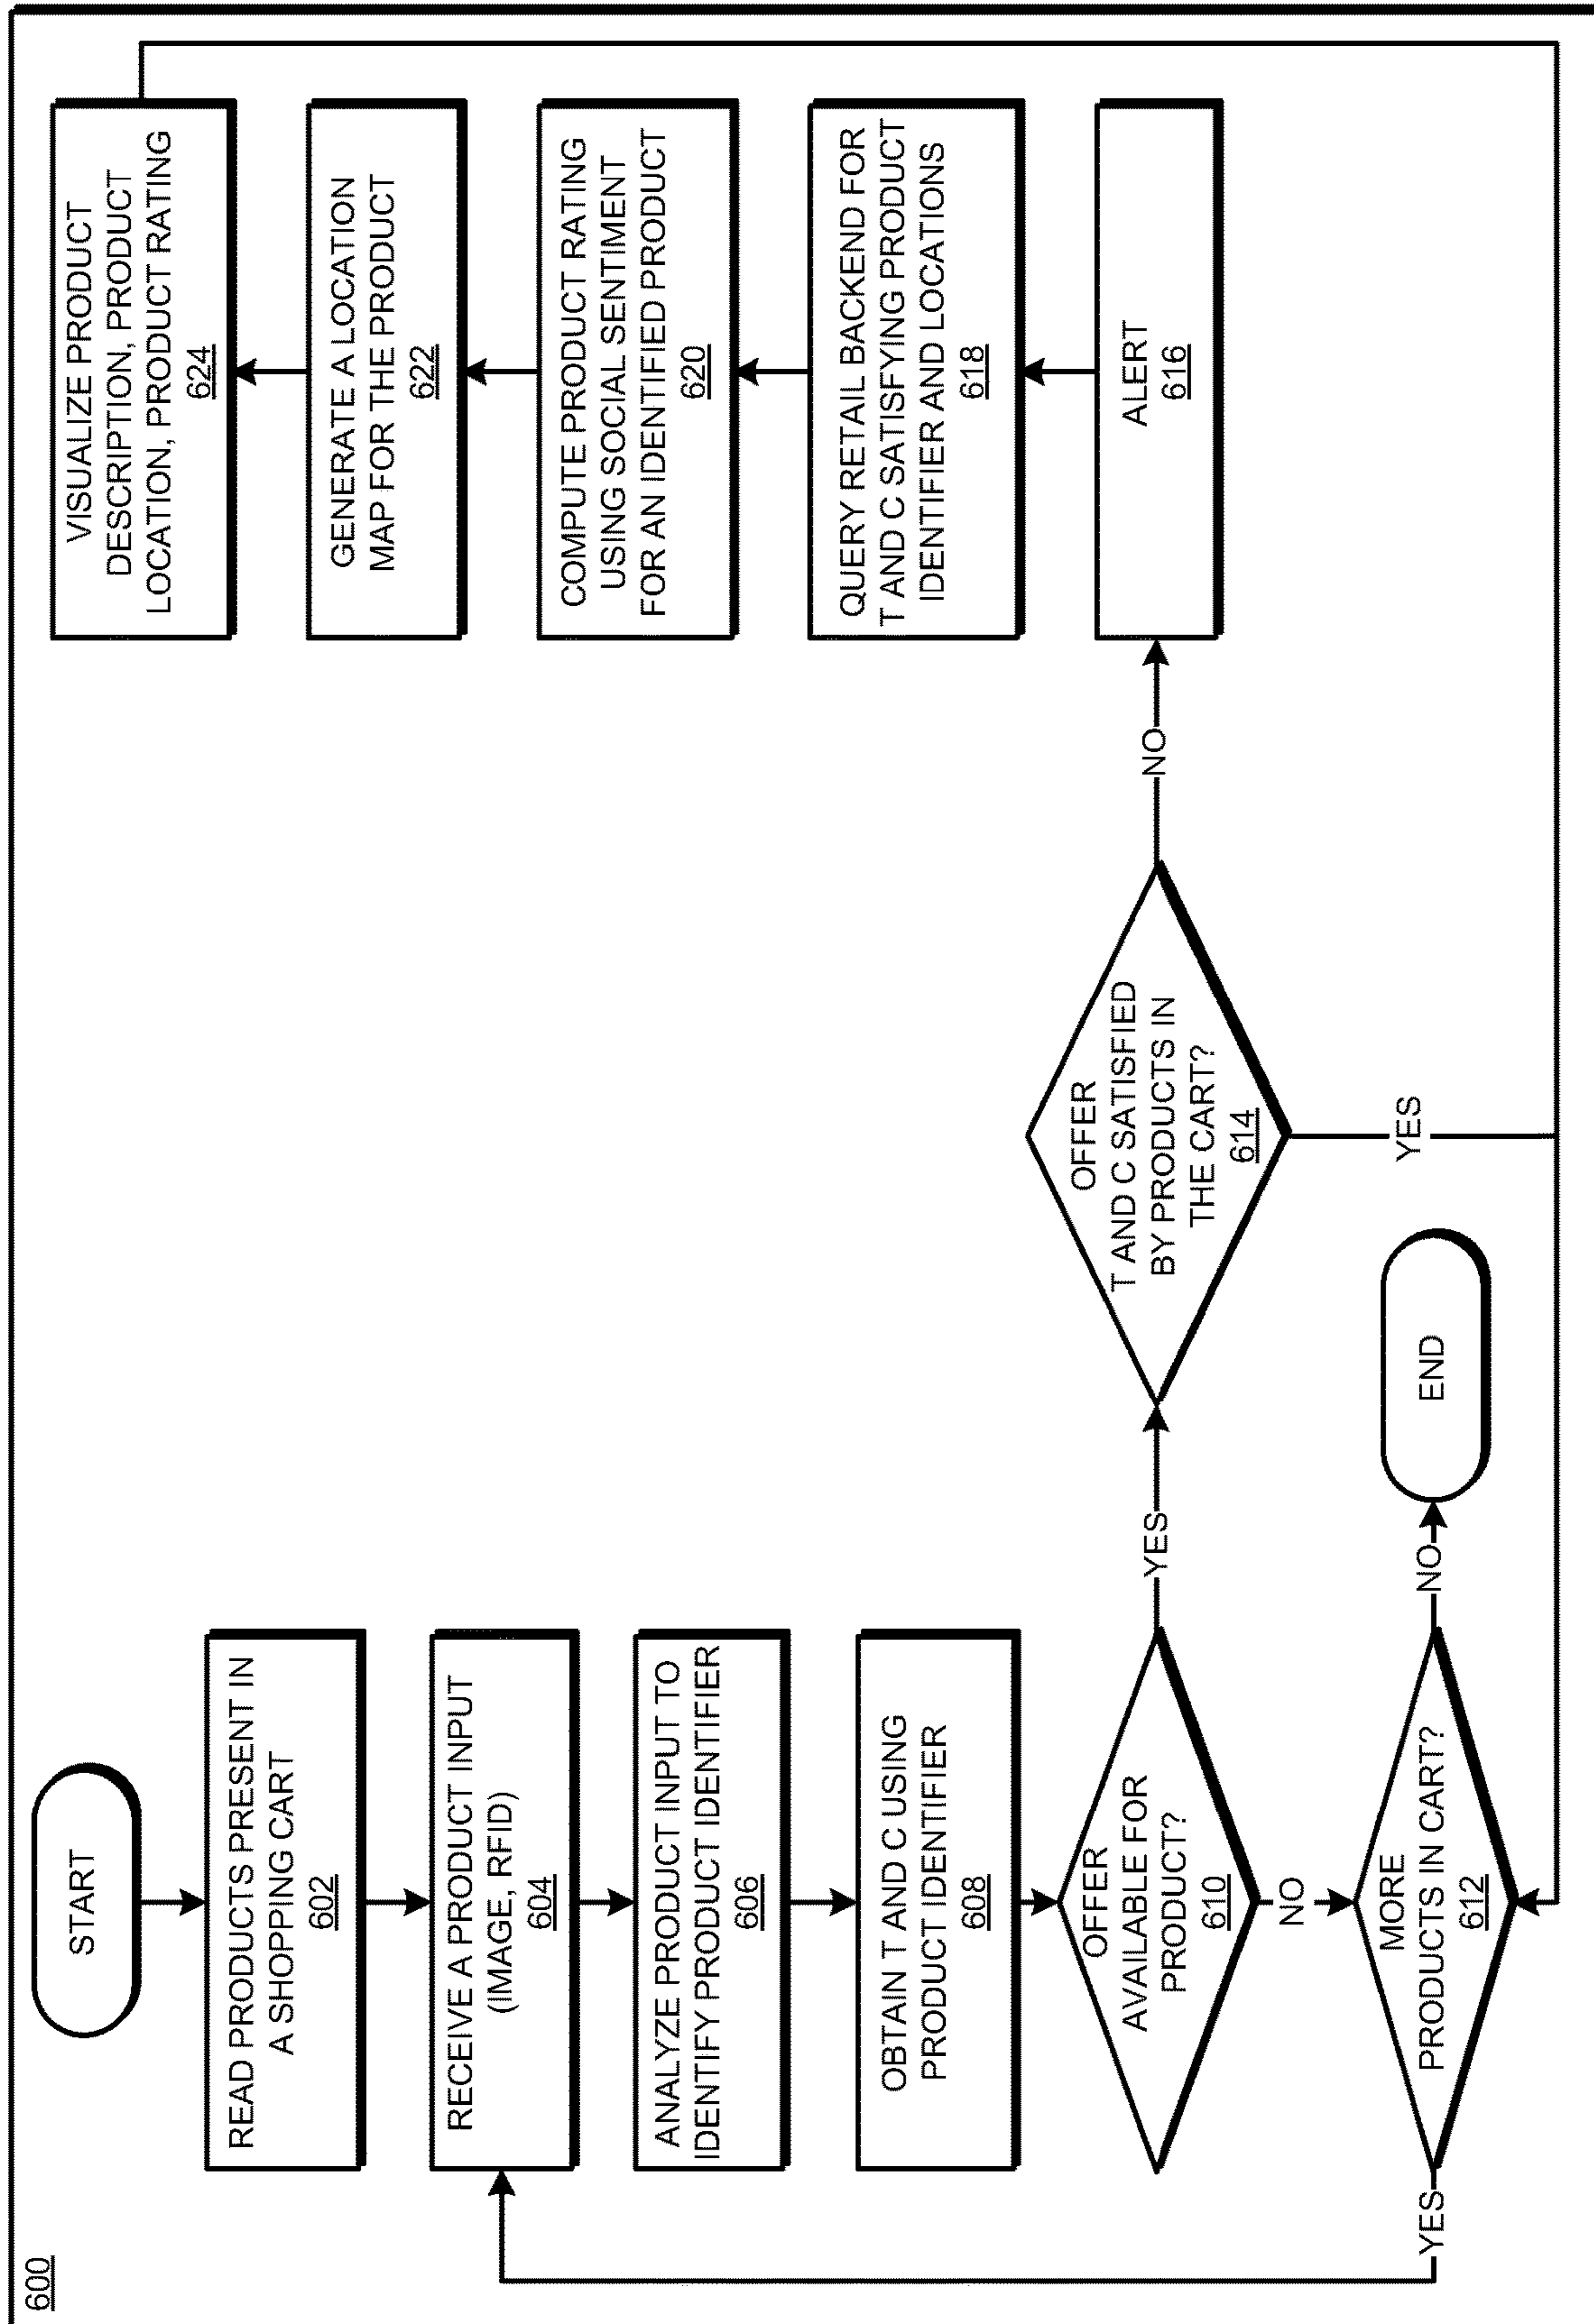 600
START
READ PRODUCTS PRESENT IN
A SHOPPING CART
602
RECEIVE A PRODUCT INPUT
(IMAGE, RFID)
604
ANALYZE PRODUCT INPUT TO
IDENTIFY PRODUCT IDENTIFIER
606
OBTAIN T AND C USING
PRODUCT IDENTIFIER
608
OFFER
AVAILABLE FOR
PRODUCT?
610
YES
NO
MORE
PRODUCTS IN CART?
612
YES
NO
END
OFFER
T AND C SATISFIED
BY PRODUCTS IN
THE CART?
614
YES
NO
ALERT
616
QUERY RETAIL BACKEND FOR
T AND C SATISFYING PRODUCT
IDENTIFIER AND LOCATIONS
618
COMPUTE PRODUCT RATING
USING SOCIAL SENTIMENT
FOR AN IDENTIFIED PRODUCT
620
GENERATE A LOCATION
MAP FOR THE PRODUCT
622
VISUALIZE PRODUCT
DESCRIPTION, PRODUCT
LOCATION, PRODUCT RATING
624